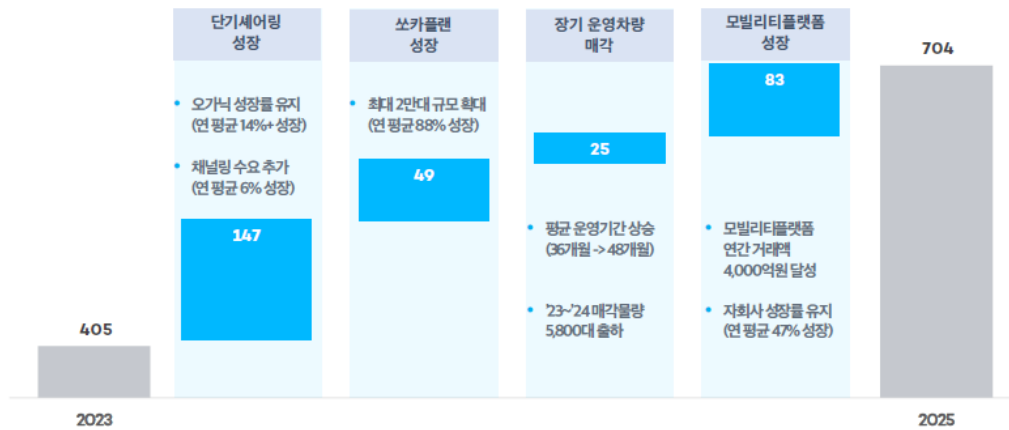 단기셰어링
성장
쏘카플랜
성장
장기 운영차량
매각
모빌리티플랫폼
성장
704
83
• 오가닉 성장률 유지
(연 평균 14%+ 성장)
• 채널링 수요 추가
(연 평균 6% 성장)
147
• 최대 2만대 규모 확대
(연 평균 88% 성장)
49
25
• 평균 운영기간 상승
(36개월 -> 48개월)
• '23~'24 매각물량
5,800대 출하
• 모빌리티플랫폼
연간 거래액
4,000억원 달성
• 자회사 성장률 유지
(연 평균 47% 성장)
405
2023
2025